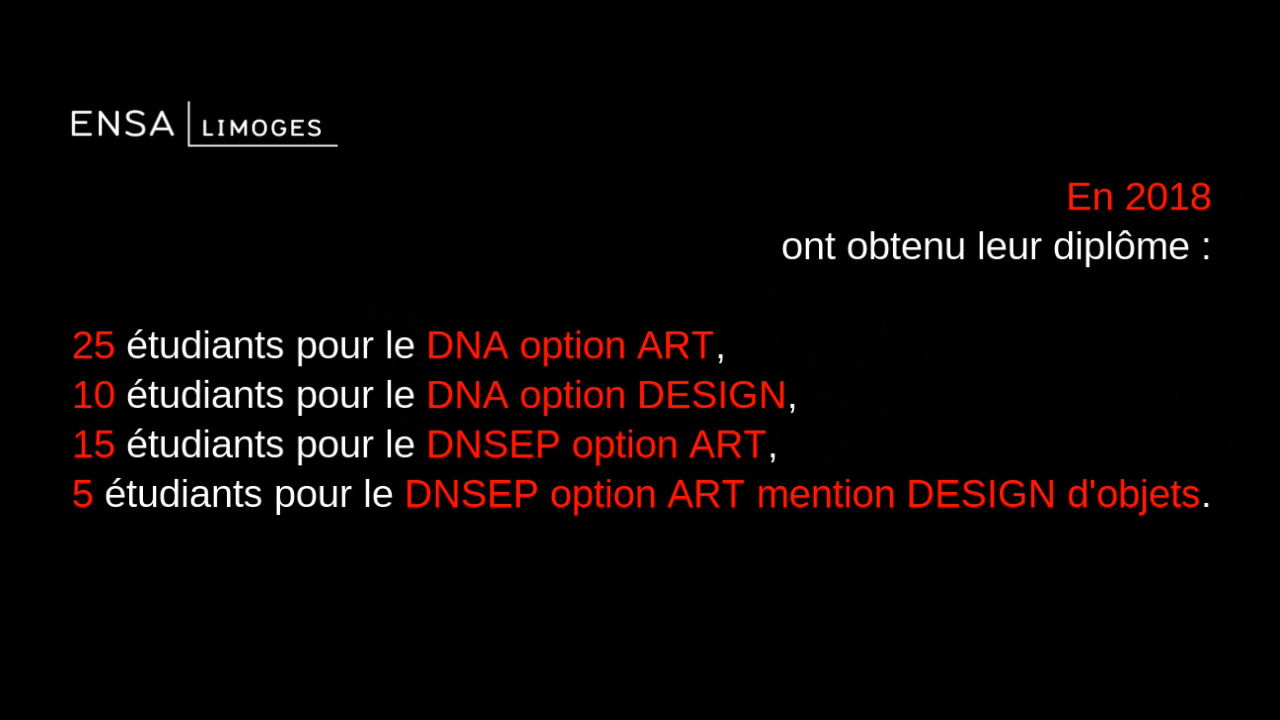 ENSA LIMOGES
En 2018
ont obtenu leur diplôme :
25 étudiants pour le DNA option ART,
10 étudiants pour le DNA option DESIGN,
15 étudiants pour le DNSEP option ART,
5 étudiants pour le DNSEP option ART mention DESIGN d'objets.